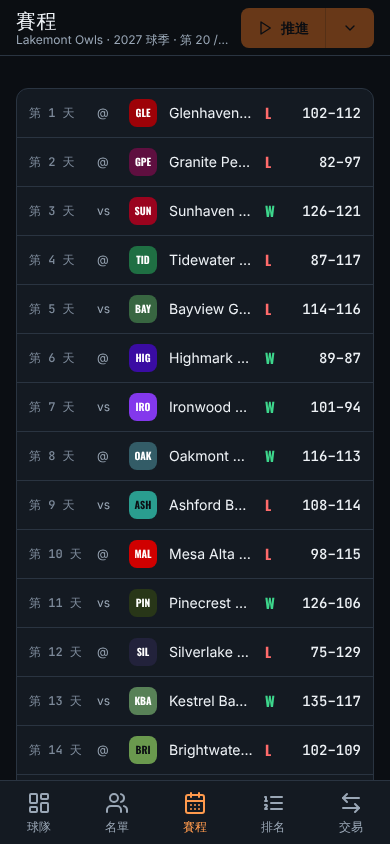 賽程
Lakemont Owls · 2027 球季 · 第 20 /...
推進
第 1 天 @ GLE Glenhaven... L 102–112
第 2 天 @ GPE Granite Pe... L 82–97
第 3 天 vs SUN Sunhaven ... W 126–121
第 4 天 @ TID Tidewater ... L 87–117
第 5 天 vs BAY Bayview G... L 114–116
第 6 天 @ HIG Highmark ... W 89–87
第 7 天 vs IRO Ironwood ... W 101–94
第 8 天 @ OAK Oakmont ... W 116–113
第 9 天 vs ASH Ashford B... L 108–114
第 10 天 @ MAL Mesa Alta ... L 98–115
第 11 天 vs PIN Pinecrest ... W 126–106
第 12 天 @ SIL Silverlake ... L 75–129
第 13 天 vs KBA Kestrel Ba... W 135–117
第 14 天 @ BRI Brightwate... L 102–109
球隊 名單 賽程 排名 交易